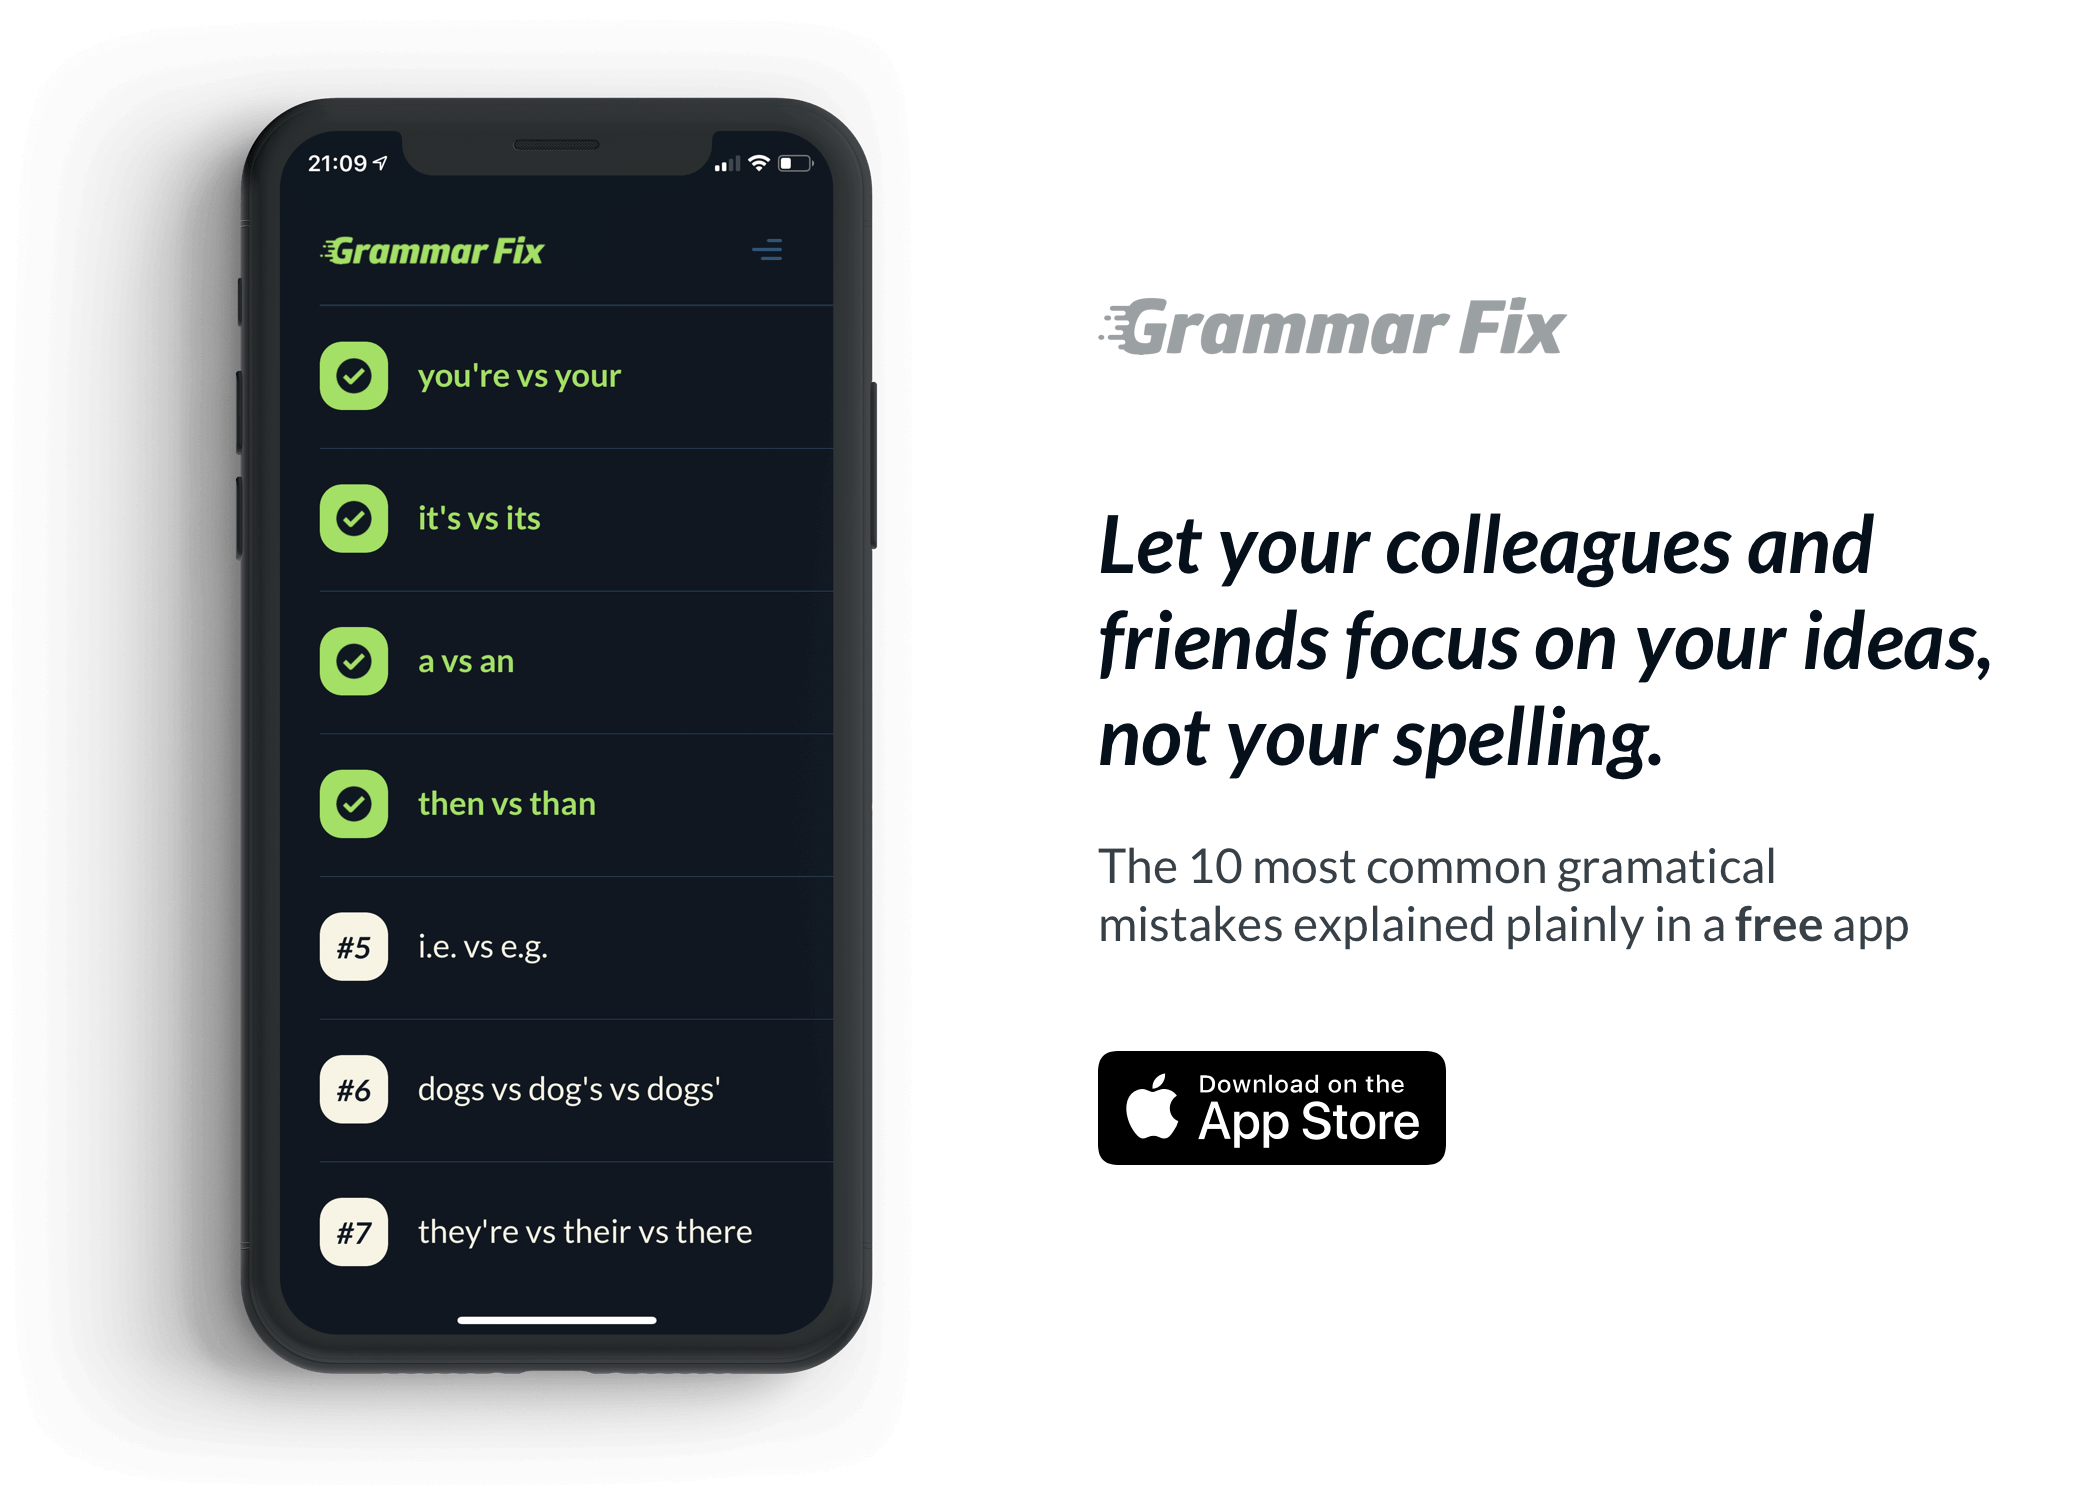 21:09
Grammar Fix
you're vs your
it's vs its
a vs an
then vs than
#5 i.e. vs e.g.
#6 dogs vs dog's vs dogs'
#7 they're vs their vs there
Grammar Fix
Let your colleagues and
friends focus on your ideas,
not your spelling.
The 10 most common gramatical
mistakes explained plainly in a free app
Download on the
App Store